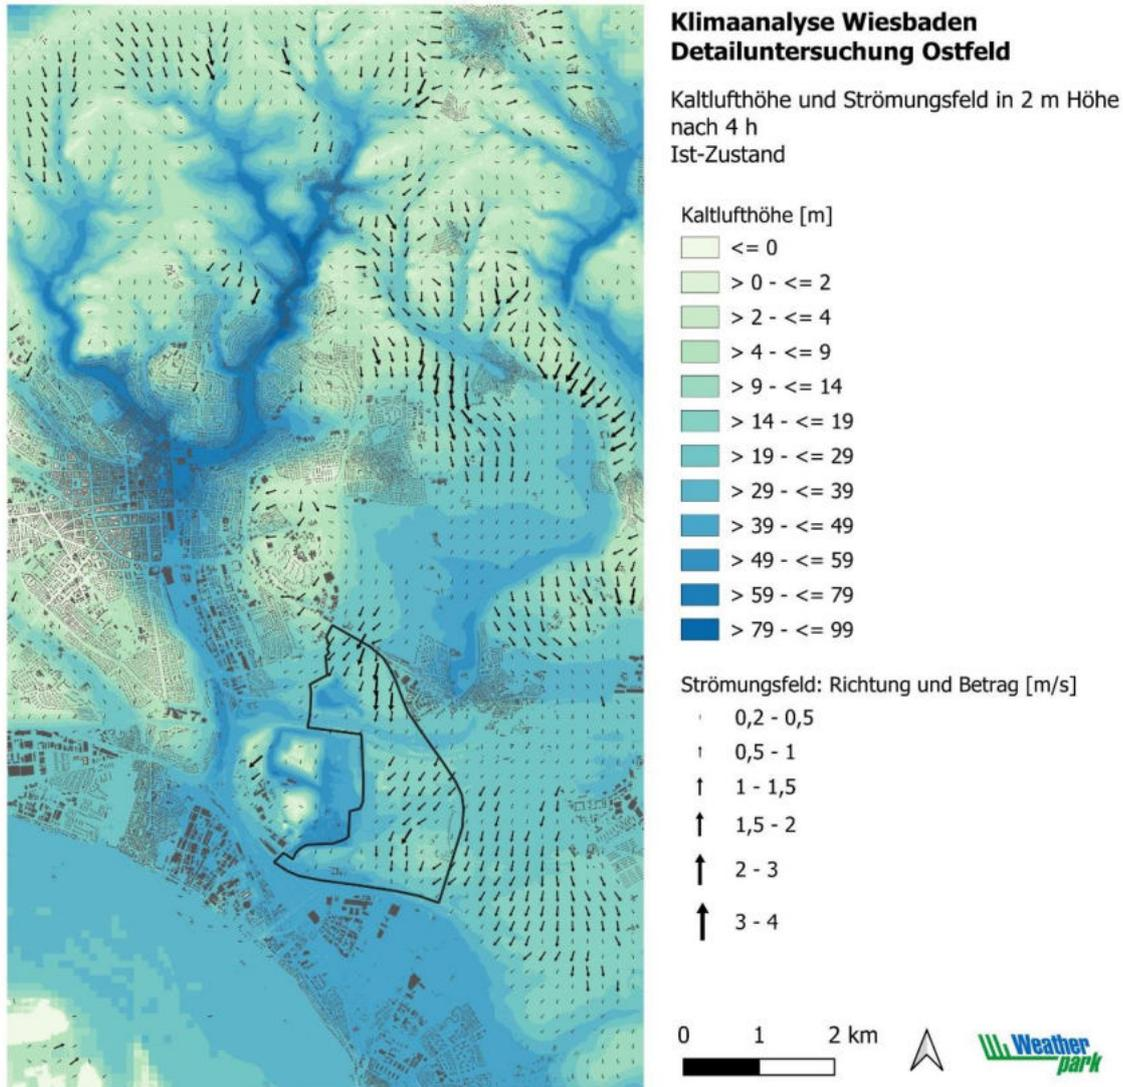 Klimaanalyse Wiesbaden
Detailuntersuchung Ostfeld
Kaltlufthöhe und Strömungsfeld in 2 m Höhe
nach 4 h
Ist-Zustand
Kaltlufthöhe [m]
<= 0
> 0 - <= 2
> 2 - <= 4
> 4 - <= 9
> 9 - <= 14
> 14 - <= 19
> 19 - <= 29
> 29 - <= 39
> 39 - <= 49
> 49 - <= 59
> 59 - <= 79
> 79 - <= 99
Strömungsfeld: Richtung und Betrag [m/s]
0,2 - 0,5
0,5 - 1
1 - 1,5
1,5 - 2
2 - 3
3 - 4
0 1 2 km
Weather
park